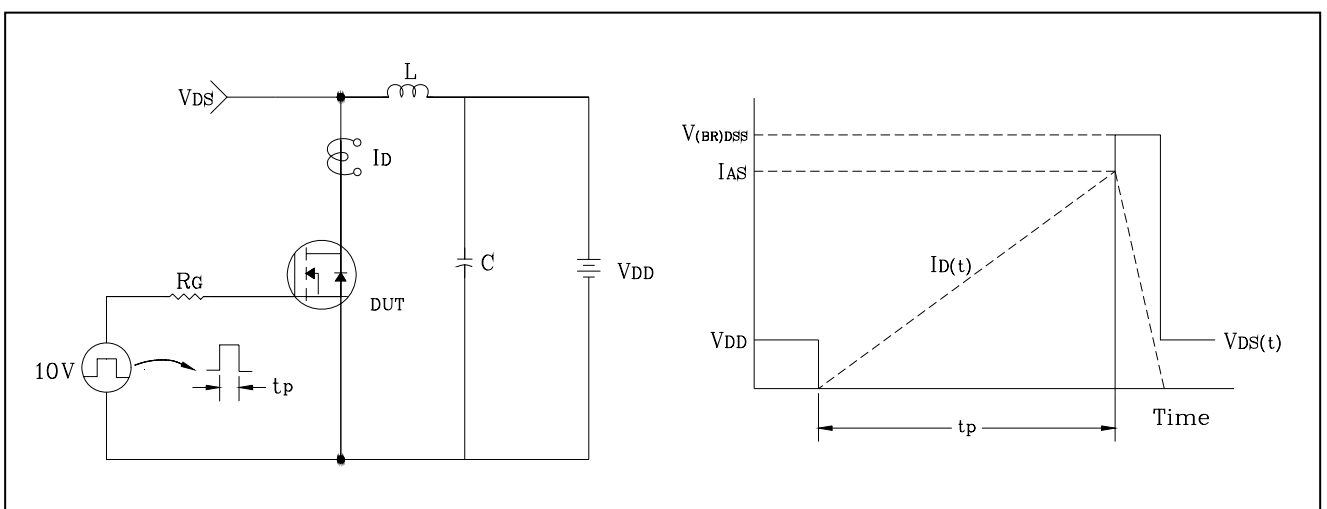 L
VDS
ID
RG
DUT
C
VDD
10V
tp
V(BR)DSS
IAS
ID(t)
VDD
VDS(t)
tp
Time